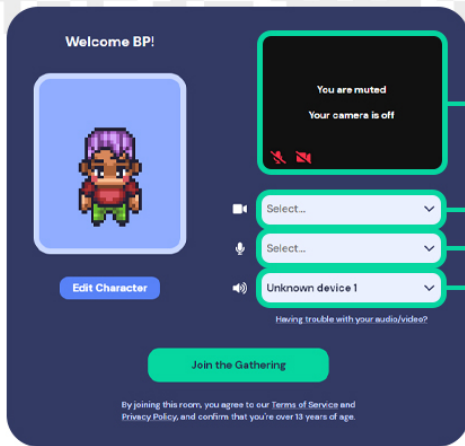 Welcome BP!
You are muted
Your camera is off
Select...
Select...
Edit Character
Unknown device 1
Having trouble with your audio/video?
Join the Gathering
By joining this room, you agree to our Terms of Service and
Privacy Policy, and confirm that you're over 13 years of age.